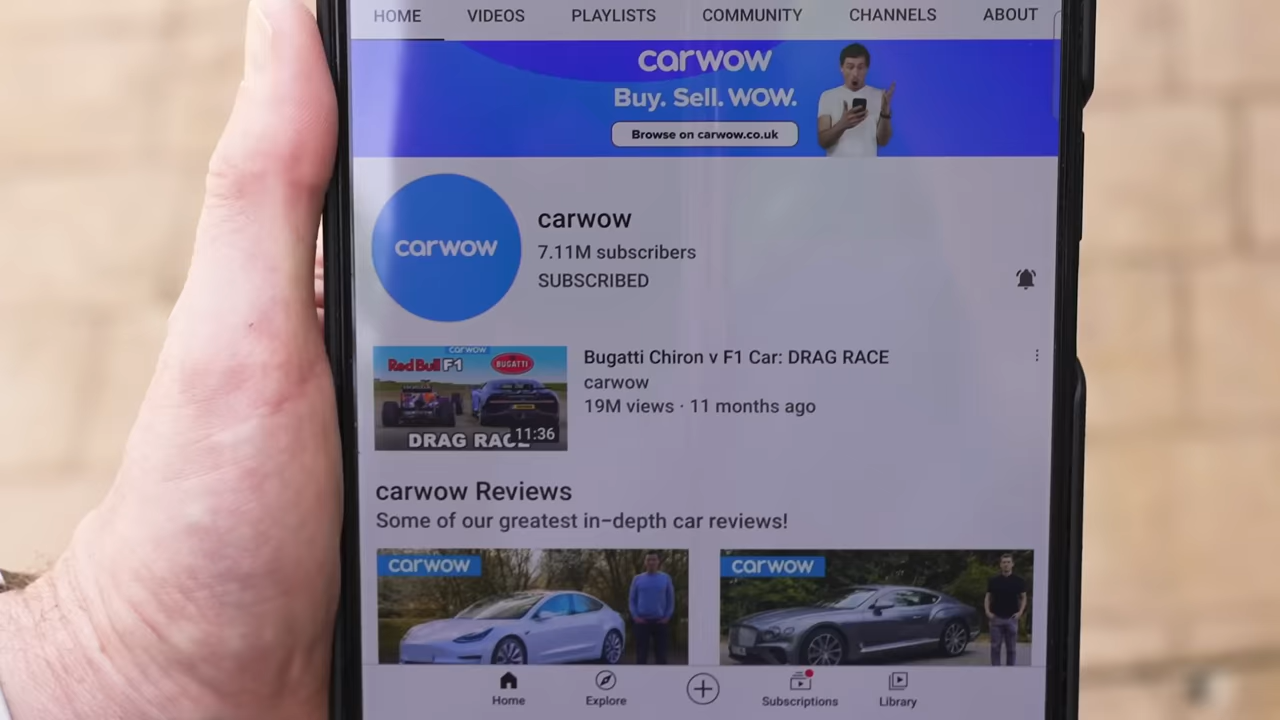 HOME VIDEOS PLAYLISTS COMMUNITY CHANNELS ABOUT
carwow
Buy. Sell. WOW.
Browse on carwow.co.uk
carwow
carwow
7.11M subscribers
SUBSCRIBED
carwow
Red Bull F1
BUGATTI
DRAG RACE
11:36
Bugatti Chiron v F1 Car: DRAG RACE
carwow
19M views · 11 months ago
carwow Reviews
Some of our greatest in-depth car reviews!
carwow
carwow
Home Explore Subscriptions Library